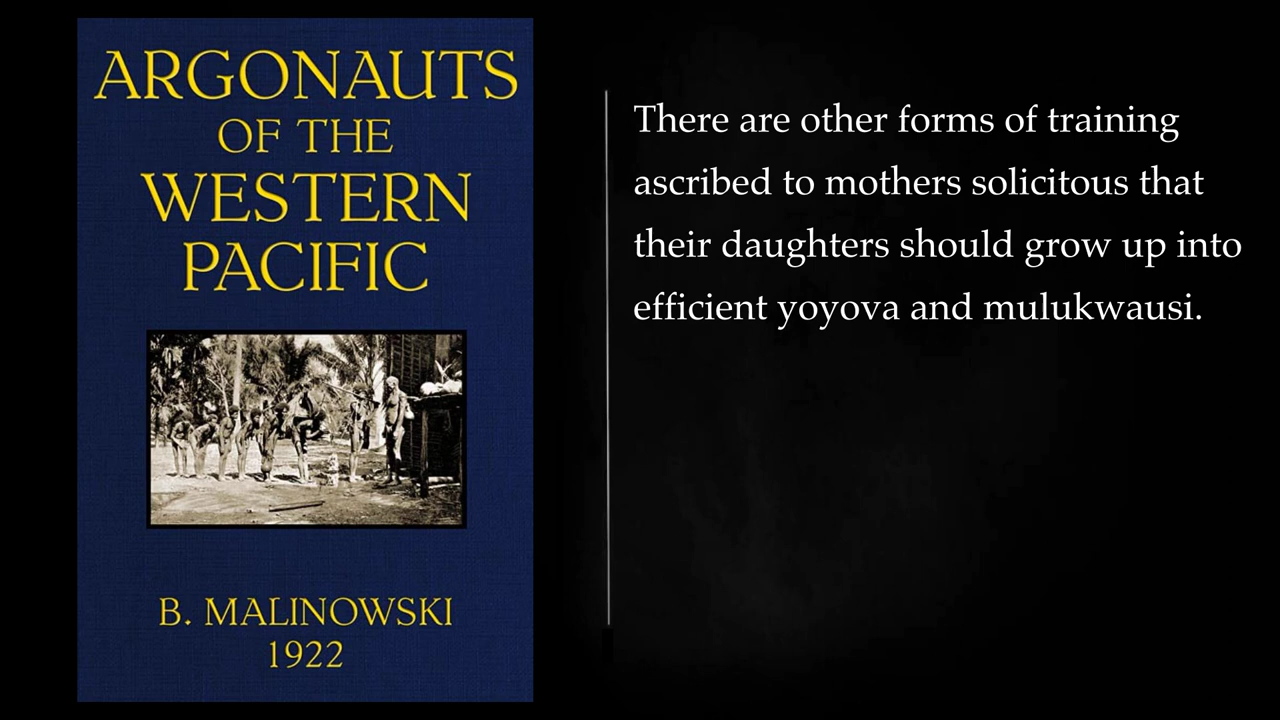 ARGONAUTS
OF THE
WESTERN
PACIFIC
B. MALINOWSKI
1922
There are other forms of training
ascribed to mothers solicitous that
their daughters should grow up into
efficient yoyova and mulukwausi.